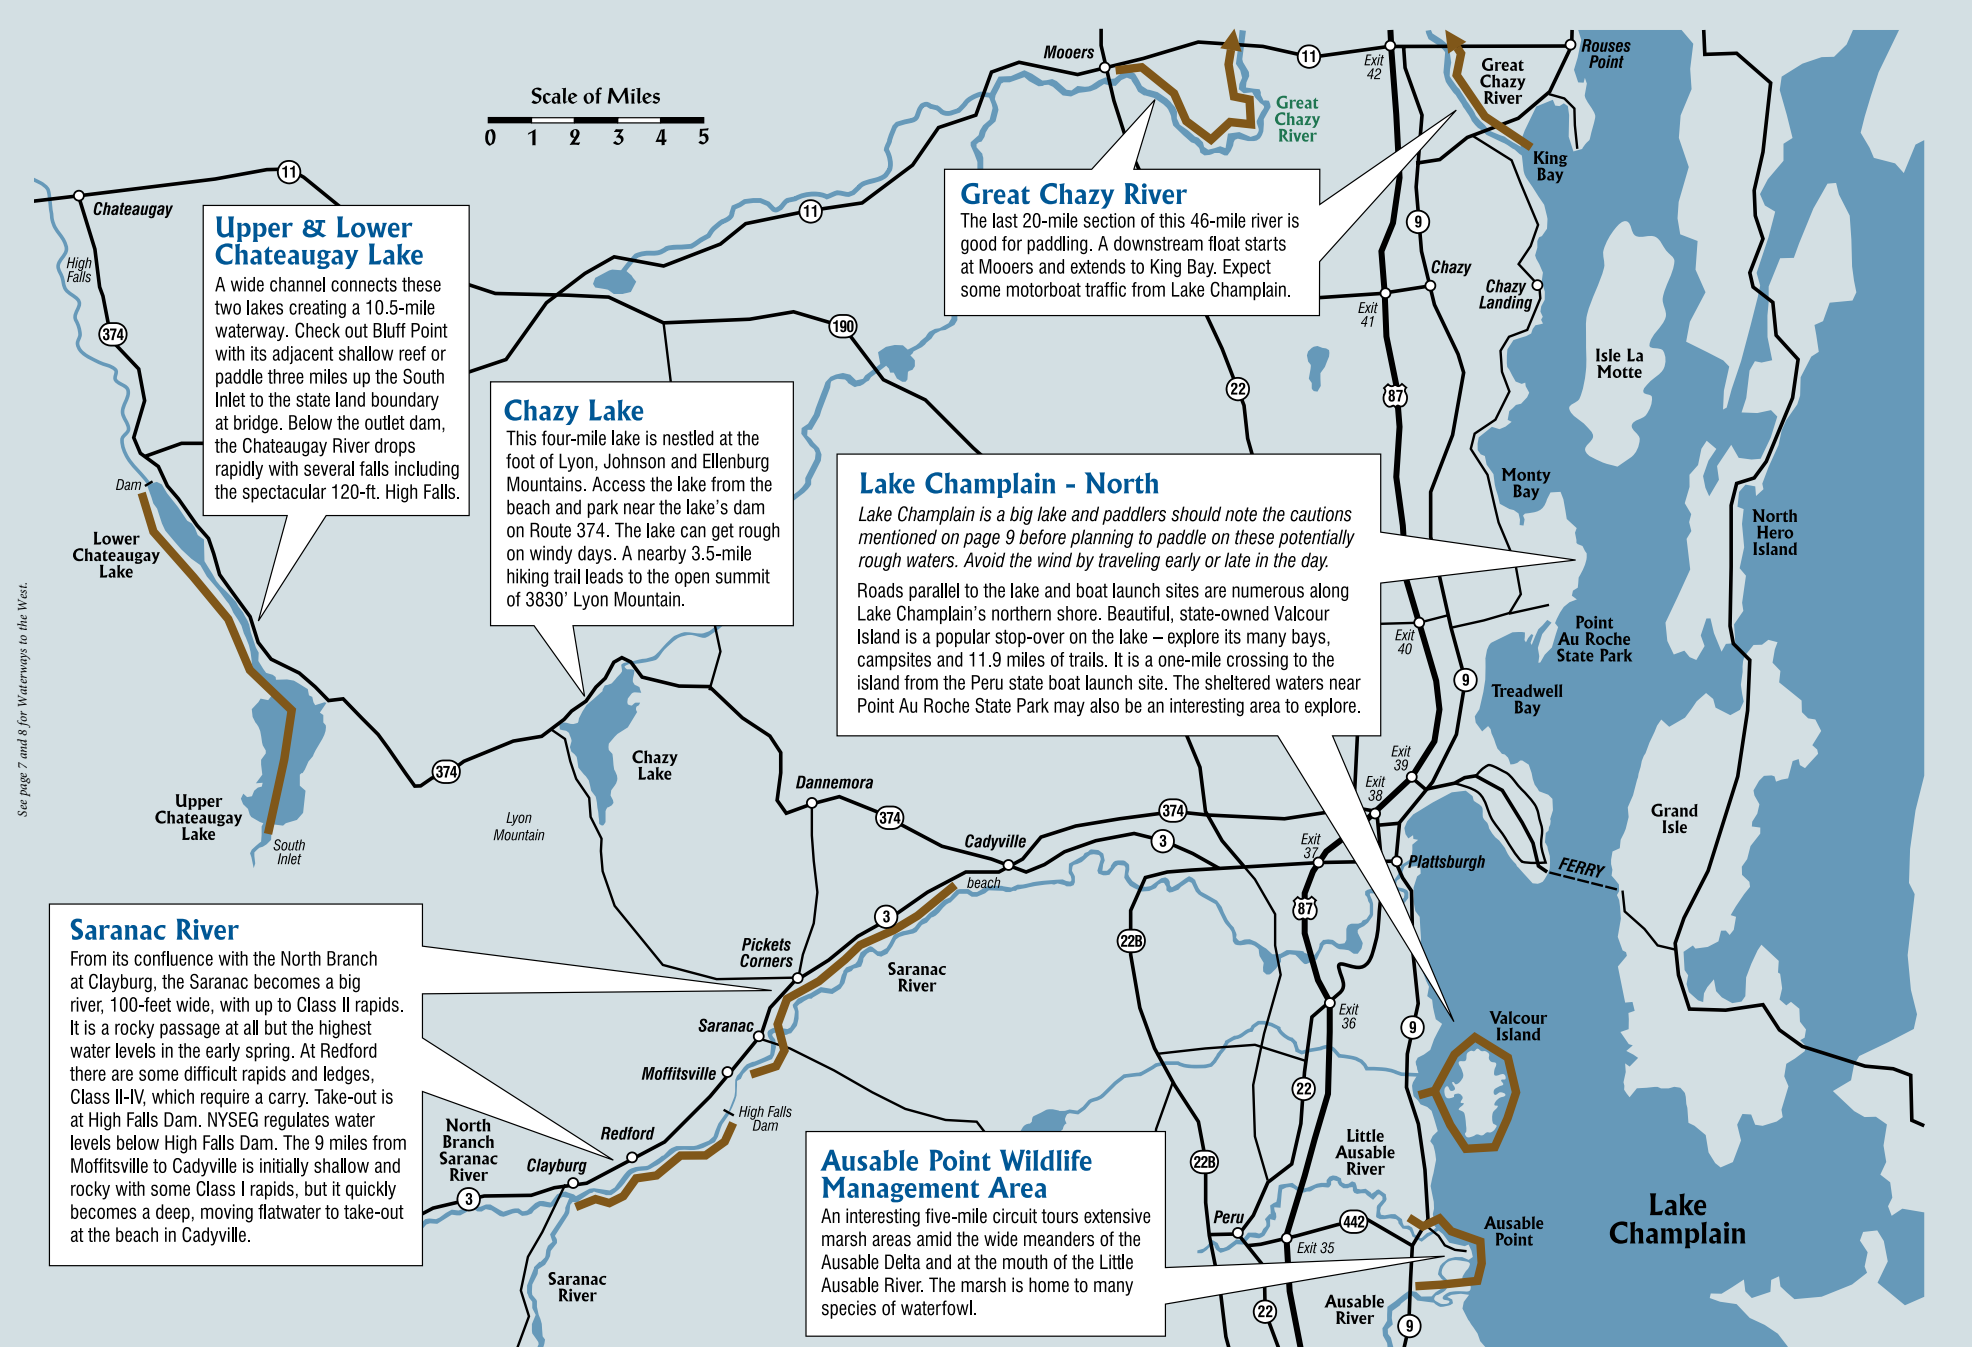 Scale of Miles
0 1 2 3 4 5
Mooers
11
Exit
42
Great
Chazy
River
Rouses
Point
Great
Chazy
River
King
Bay
11
Chateaugay
High
Falls
374
Upper & Lower
Chateaugay Lake
A wide channel connects these
two lakes creating a 10.5-mile
waterway. Check out Bluff Point
with its adjacent shallow reef or
paddle three miles up the South
Inlet to the state land boundary
at bridge. Below the outlet dam,
the Chateaugay River drops
rapidly with several falls including
the spectacular 120-ft. High Falls.
11
190
Great Chazy River
The last 20-mile section of this 46-mile river is
good for paddling. A downstream float starts
at Mooers and extends to King Bay. Expect
some motorboat traffic from Lake Champlain.
9
Chazy
Chazy
Landing
Exit
41
Isle La
Motte
22
87
Chazy Lake
This four-mile lake is nestled at the
foot of Lyon, Johnson and Ellenburg
Mountains. Access the lake from the
beach and park near the lake's dam
on Route 374. The lake can get rough
on windy days. A nearby 3.5-mile
hiking trail leads to the open summit
of 3830' Lyon Mountain.
Lake Champlain - North
Lake Champlain is a big lake and paddlers should note the cautions
mentioned on page 9 before planning to paddle on these potentially
rough waters. Avoid the wind by traveling early or late in the day.
Roads parallel to the lake and boat launch sites are numerous along
Lake Champlain's northern shore. Beautiful, state-owned Valcour
Island is a popular stop-over on the lake – explore its many bays,
campsites and 11.9 miles of trails. It is a one-mile crossing to the
island from the Peru state boat launch site. The sheltered waters near
Point Au Roche State Park may also be an interesting area to explore.
Monty
Bay
North
Hero
Island
Dam
Lower
Chateaugay
Lake
See page 7 and 8 for Waterways to the West.
Exit
40
Point
Au Roche
State Park
9
Treadwell
Bay
374
Chazy
Lake
Upper
Chateaugay
Lake
South
Inlet
Lyon
Mountain
Dannemora
374
Cadyville
374
3
beach
Exit
39
Exit
38
Exit
37
Plattsburgh
FERRY
Grand
Isle
87
22B
Saranac River
From its confluence with the North Branch
at Clayburg, the Saranac becomes a big
river, 100-feet wide, with up to Class II rapids.
It is a rocky passage at all but the highest
water levels in the early spring. At Redford
there are some difficult rapids and ledges,
Class II-IV, which require a carry. Take-out is
at High Falls Dam. NYSEG regulates water
levels below High Falls Dam. The 9 miles from
Moffitsville to Cadyville is initially shallow and
rocky with some Class I rapids, but it quickly
becomes a deep, moving flatwater to take-out
at the beach in Cadyville.
3
Pickets
Corners
Saranac
River
Saranac
Moffitsville
High Falls
Dam
Redford
Clayburg
North
Branch
Saranac
River
3
Saranac
River
Exit
36
9
Valcour
Island
22
Little
Ausable
River
22B
Peru
442
Exit 35
Ausable
Point
Lake
Champlain
Ausable Point Wildlife
Management Area
An interesting five-mile circuit tours extensive
marsh areas amid the wide meanders of the
Ausable Delta and at the mouth of the Little
Ausable River. The marsh is home to many
species of waterfowl.
22
Ausable
River
9